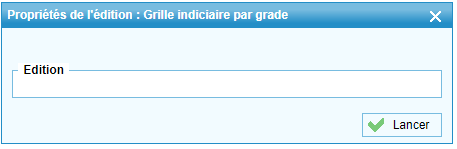 Propriétés de l'édition : Grille indiciaire par grade
Edition
Lancer